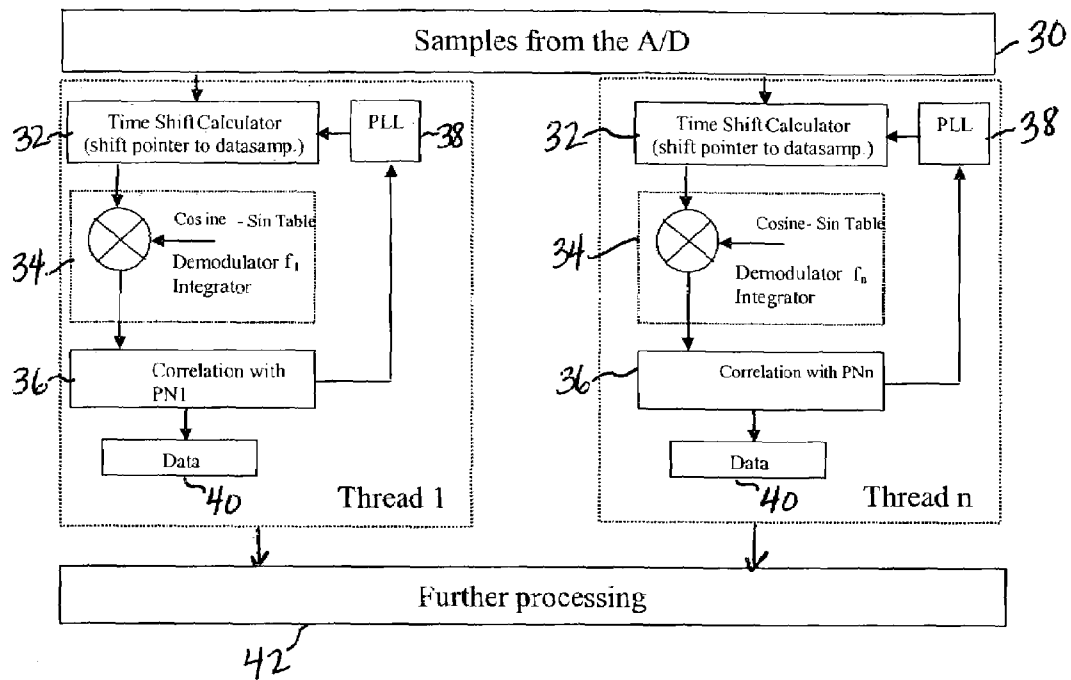 Samples from the A/D
30
32
Time Shift Calculator
(shift pointer to datasamp.)
PLL
38
34
Cosine - Sin Table
Demodulator f1
Integrator
36
Correlation with
PN1
Data
40
Thread 1
32
Time Shift Calculator
(shift pointer to datasamp.)
PLL
38
34
Cosine - Sin Table
Demodulator fn
Integrator
36
Correlation with PNn
Data
40
Thread n
Further processing
42